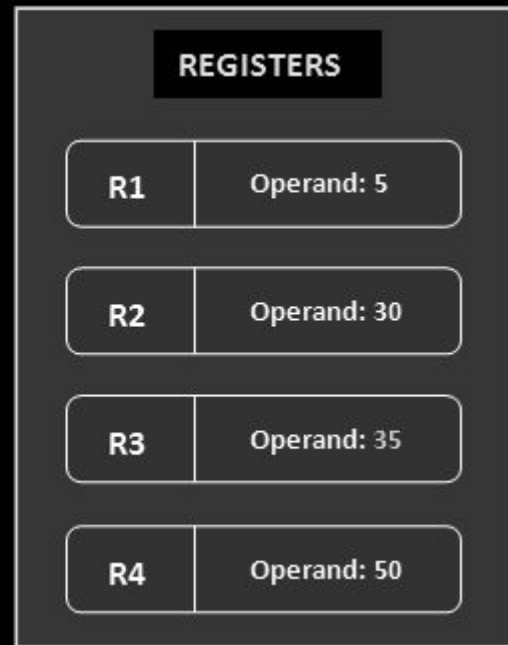 REGISTERS
R1 Operand: 5
R2 Operand: 30
R3 Operand: 35
R4 Operand: 50